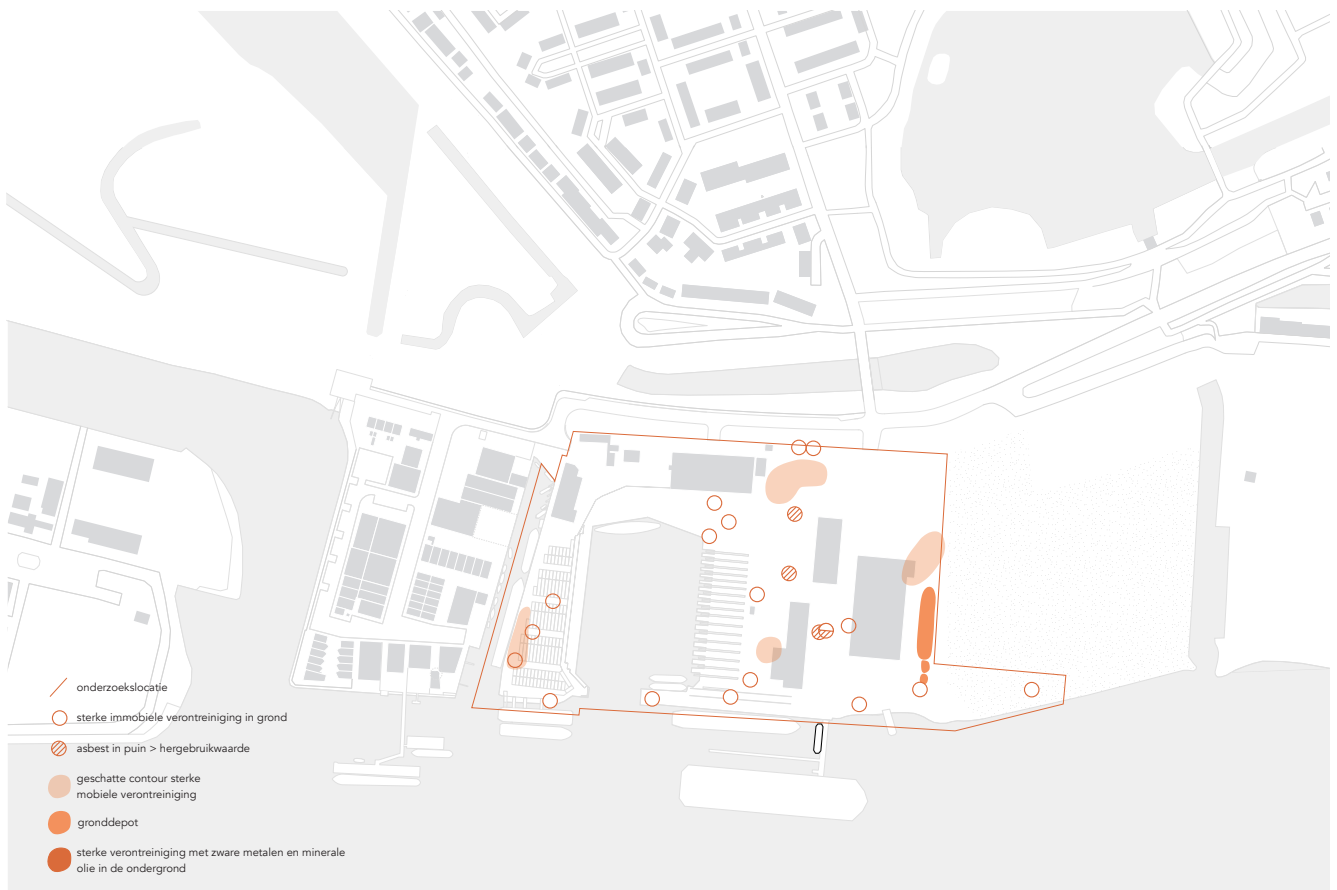 onderzoekslocatie
sterke immobiele verontreiniging in grond
asbest in puin > hergebruikwaarde
geschatte contour sterke
mobiele verontreiniging
gronddepot
sterke verontreiniging met zware metalen en minerale
olie in de ondergrond